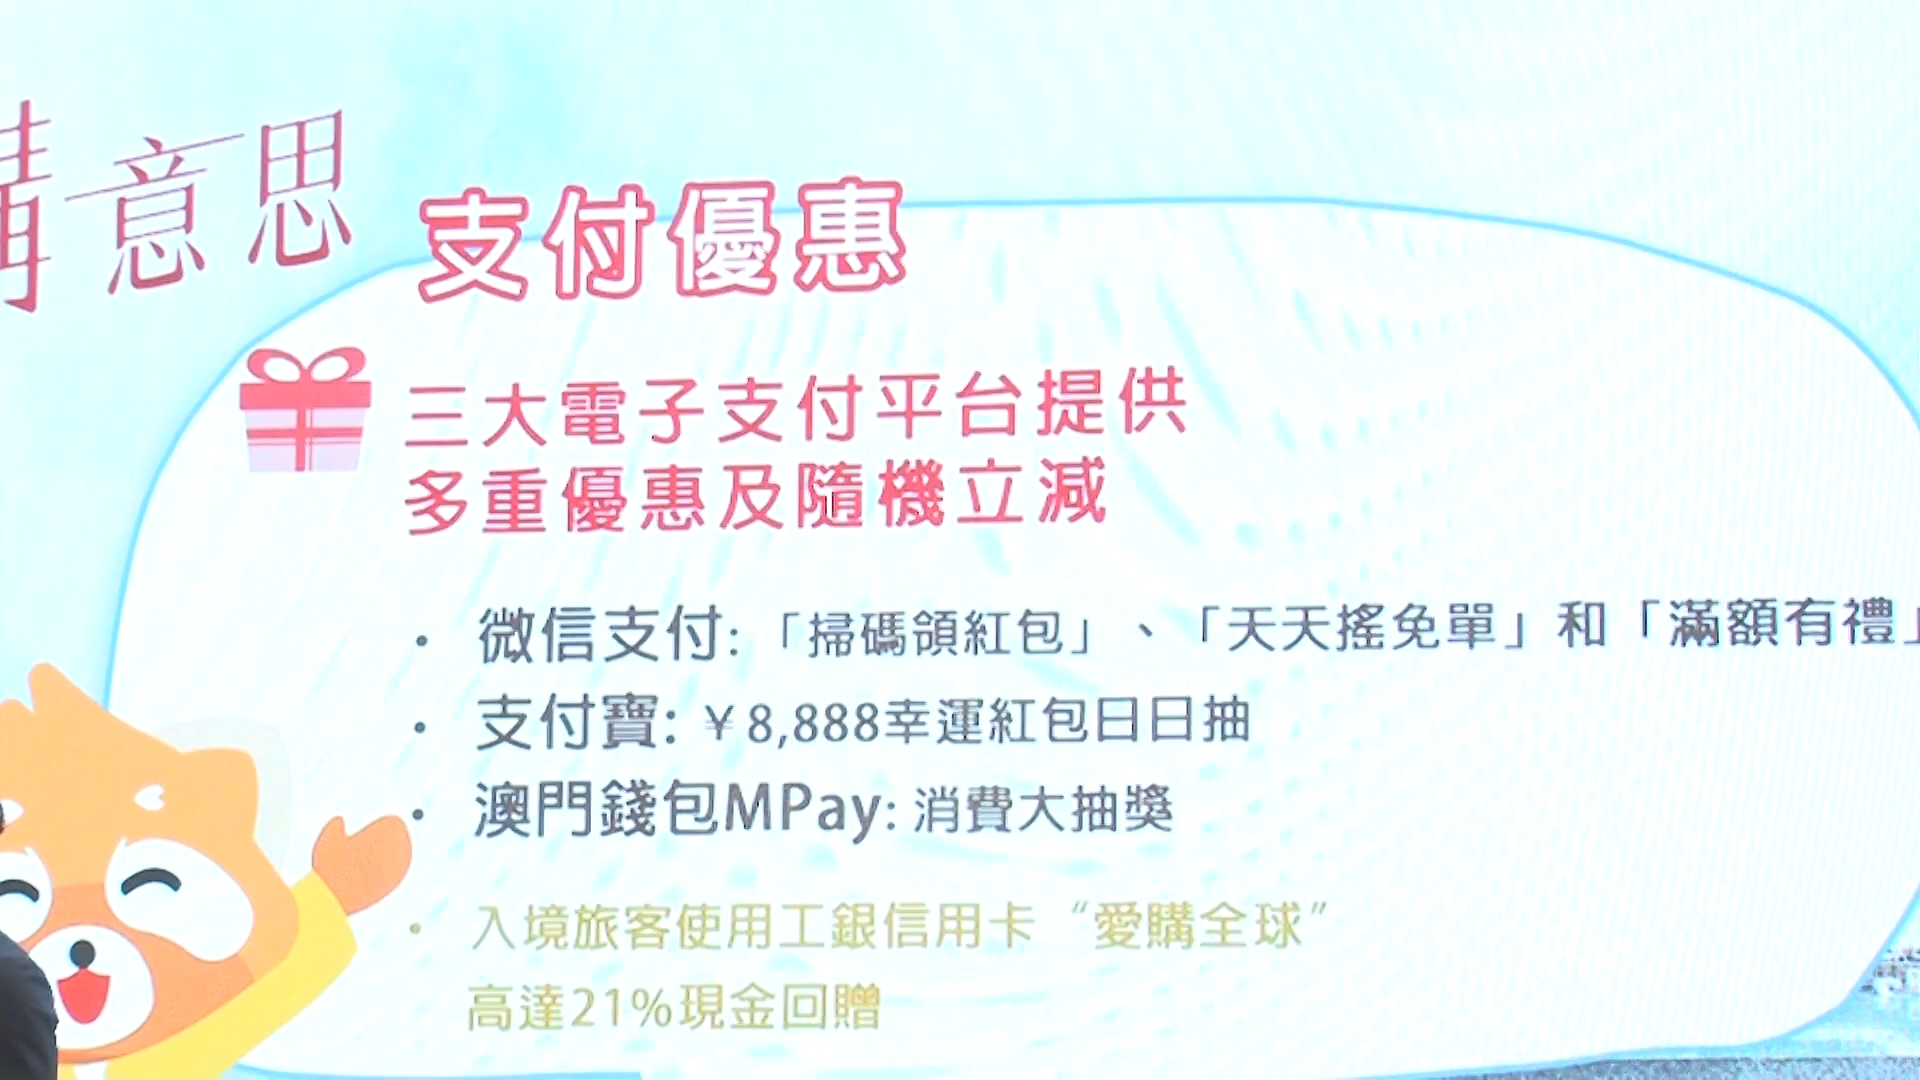 購意思
支付優惠
三大電子支付平台提供
多重優惠及隨機立減
• 微信支付:「掃碼領紅包」、「天天搖免單」和「滿額有禮」
• 支付寶: ¥8,888幸運紅包日日抽
• 澳門錢包MPay: 消費大抽獎
• 入境旅客使用工銀信用卡“愛購全球”
高達21%現金回贈